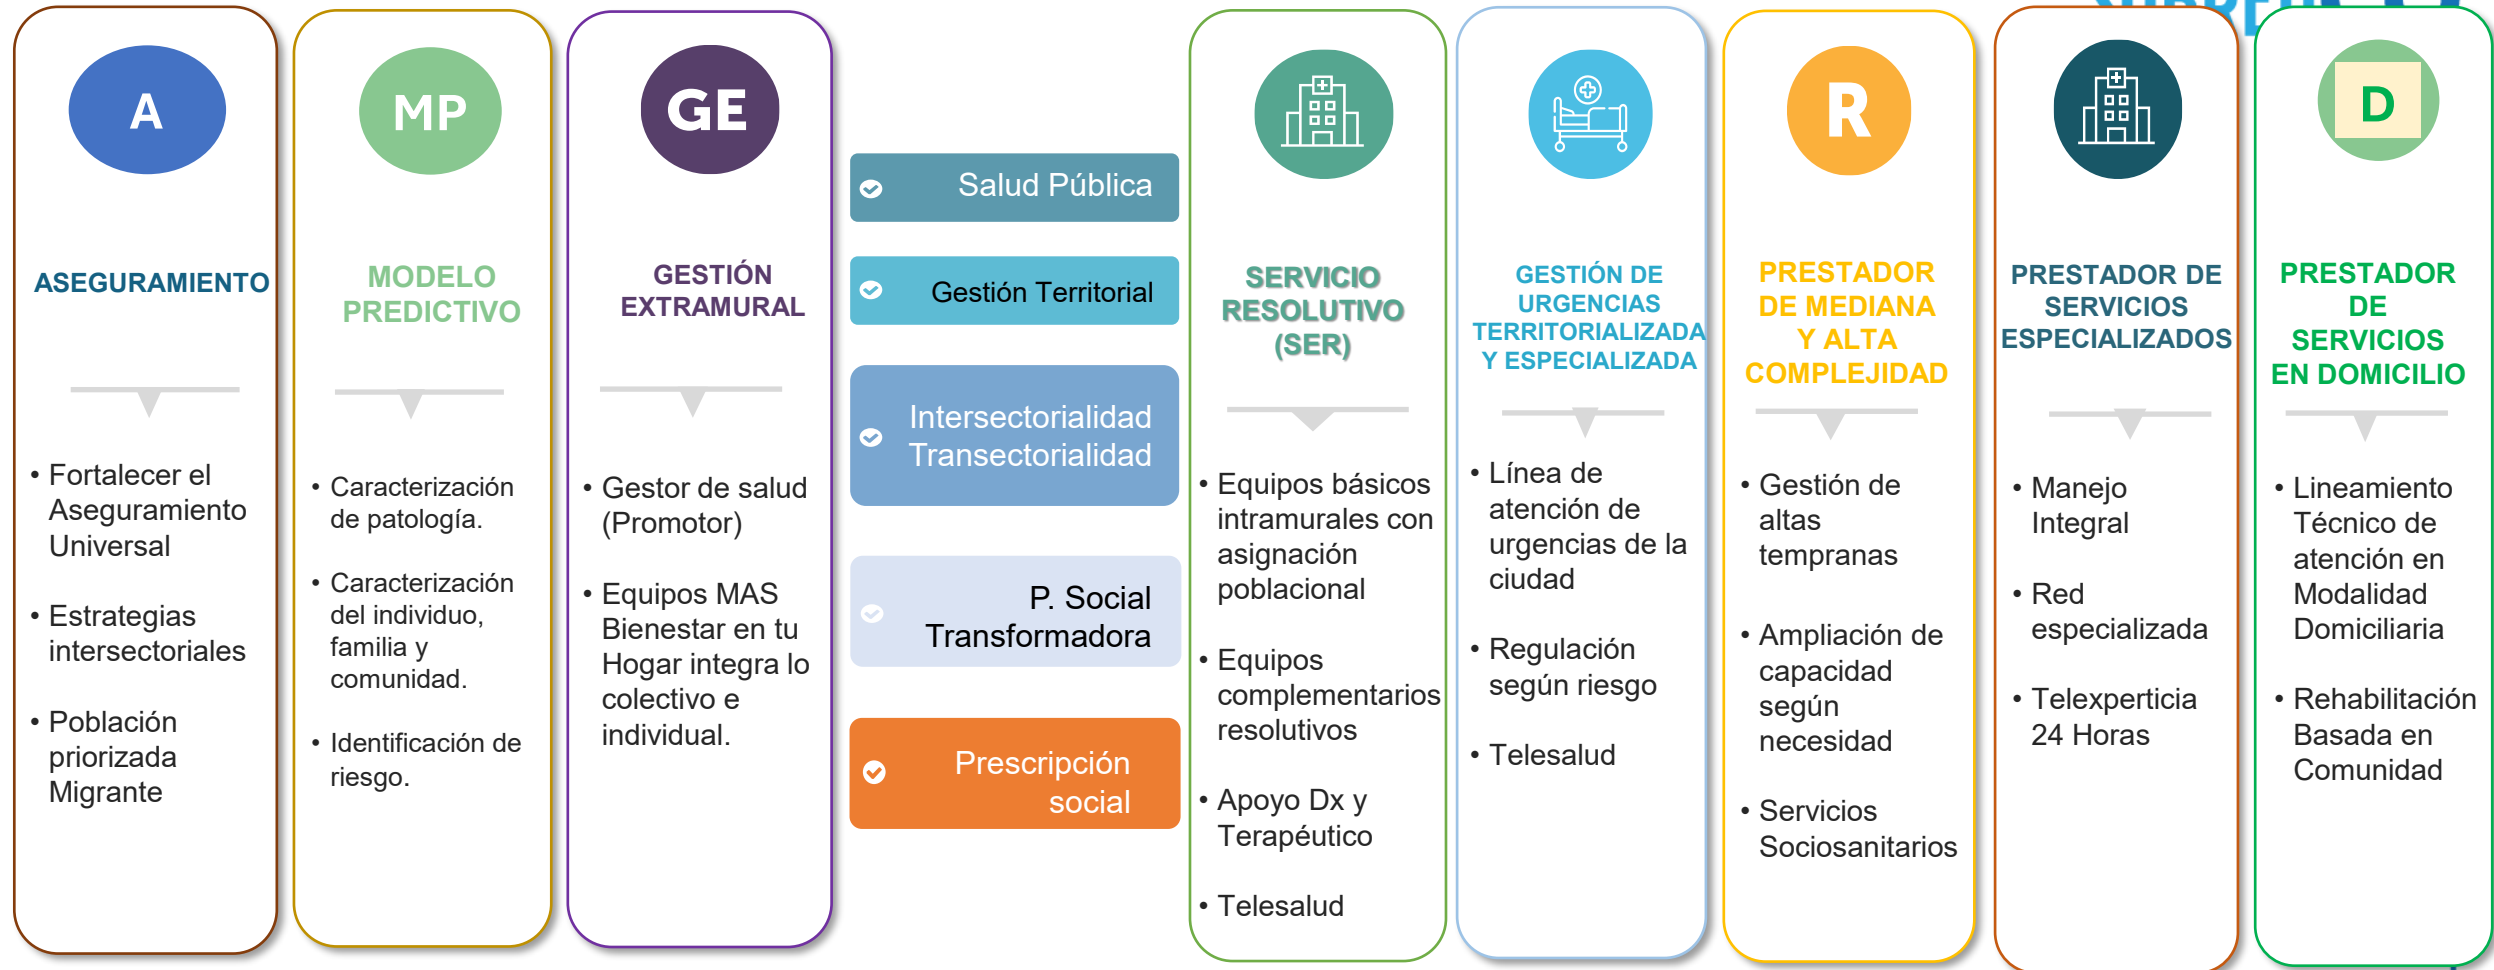 A
ASEGURAMIENTO
• Fortalecer el
Aseguramiento
Universal
• Estrategias
intersectoriales
• Población
priorizada
Migrante
MP
MODELO
PREDICTIVO
• Caracterización
de patología.
• Caracterización
del individuo,
familia y
comunidad.
• Identificación de
riesgo.
GE
GESTIÓN
EXTRAMURAL
• Gestor de salud
(Promotor)
• Equipos MAS
Bienestar en tu
Hogar integra lo
colectivo e
individual.
Salud Pública
Gestión Territorial
Intersectorialidad
Transectorialidad
P. Social
Transformadora
Prescripción
social
SERVICIO
RESOLUTIVO
(SER)
• Equipos básicos
intramurales con
asignación
poblacional
• Equipos
complementarios
resolutivos
• Apoyo Dx y
Terapéutico
• Telesalud
GESTIÓN DE
URGENCIAS
TERRITORIALIZADA
Y ESPECIALIZADA
• Línea de
atención de
urgencias de la
ciudad
• Regulación
según riesgo
• Telesalud
R
PRESTADOR
DE MEDIANA
Y ALTA
COMPLEJIDAD
• Gestión de
altas
tempranas
• Ampliación de
capacidad
según
necesidad
• Servicios
Sociosanitarios
PRESTADOR DE
SERVICIOS
ESPECIALIZADOS
• Manejo
Integral
• Red
especializada
• Telexperticia
24 Horas
D
PRESTADOR
DE
SERVICIOS
EN DOMICILIO
• Lineamiento
Técnico de
atención en
Modalidad
Domiciliaria
• Rehabilitación
Basada en
Comunidad